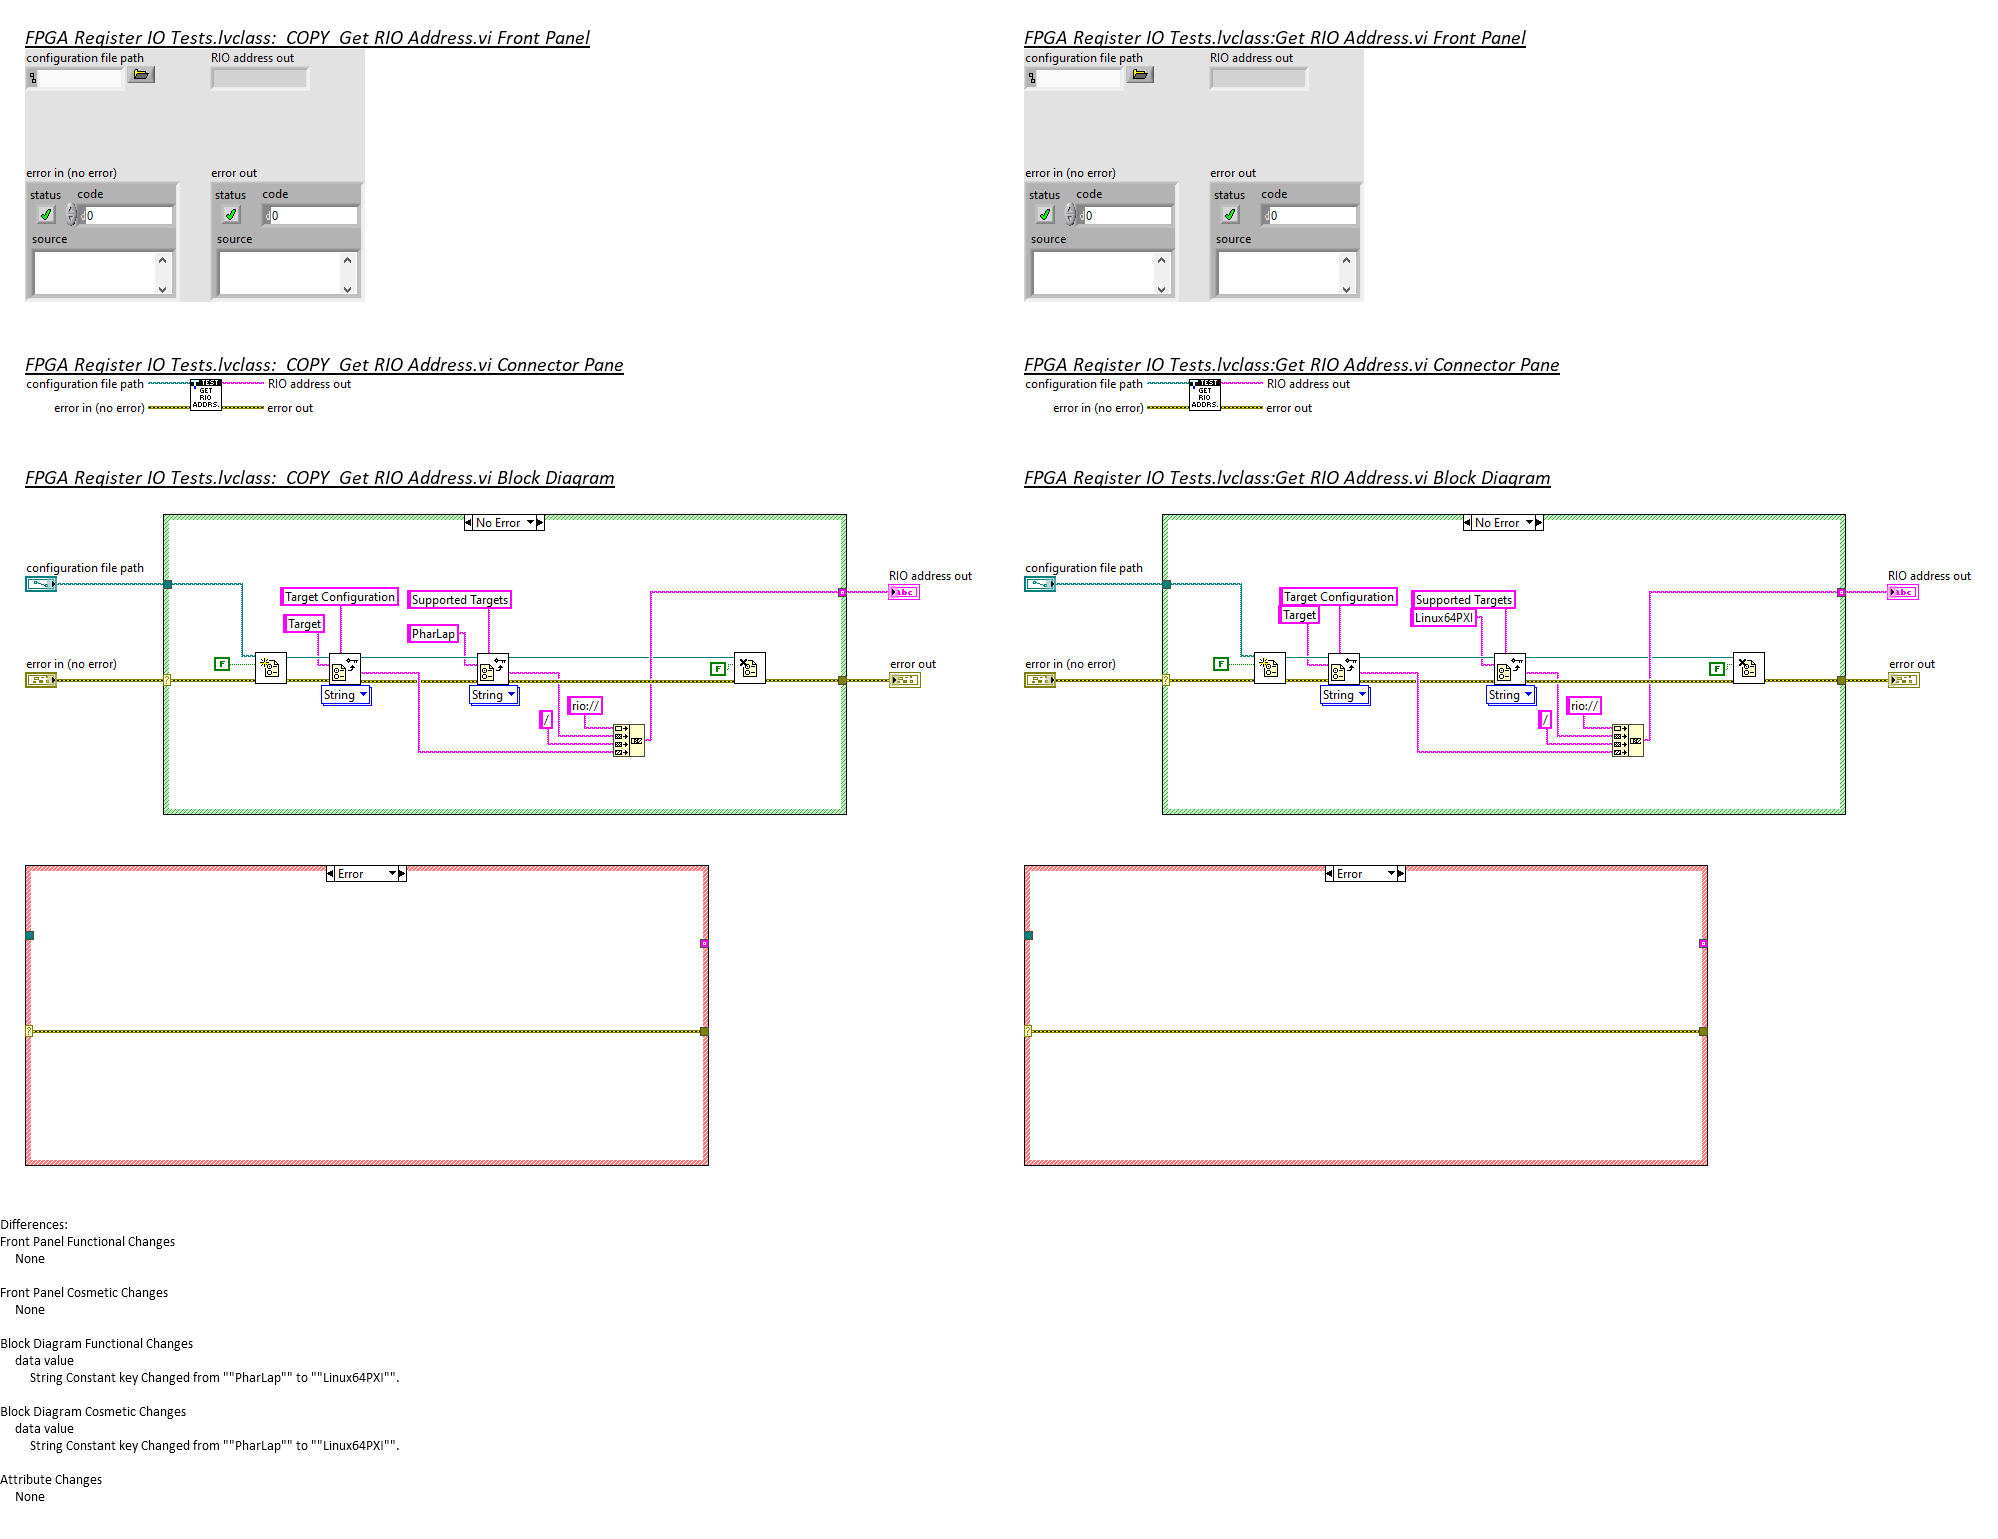 FPGA Register IO Tests.lvclass:_COPY_Get RIO Address.vi Front Panel
configuration file path
RIO address out
error in (no error)
error out
status code
0
source
status code
0
source
FPGA Register IO Tests.lvclass:_COPY_Get RIO Address.vi Connector Pane
configuration file path
TEST
GET
RIO
ADDRS.
RIO address out
error in (no error)
error out
FPGA Register IO Tests.lvclass:_COPY_Get RIO Address.vi Block Diagram
No Error
configuration file path
RIO address out
abc
Target Configuration
Supported Targets
Target
PharLap
error in (no error)
F
F
error out
?
String
String
rio://
/
Error
?
FPGA Register IO Tests.lvclass:Get RIO Address.vi Front Panel
configuration file path
RIO address out
error in (no error)
error out
status code
0
source
status code
0
source
FPGA Register IO Tests.lvclass:Get RIO Address.vi Connector Pane
configuration file path
TEST
GET
RIO
ADDRS.
RIO address out
error in (no error)
error out
FPGA Register IO Tests.lvclass:Get RIO Address.vi Block Diagram
No Error
configuration file path
RIO address out
abc
Target Configuration
Supported Targets
Target
Linux64PXI
error in (no error)
F
F
error out
?
String
String
rio://
/
Error
?
Differences:
Front Panel Functional Changes
None
Front Panel Cosmetic Changes
None
Block Diagram Functional Changes
data value
String Constant key Changed from ""PharLap"" to ""Linux64PXI"".
Block Diagram Cosmetic Changes
data value
String Constant key Changed from ""PharLap"" to ""Linux64PXI"".
Attribute Changes
None